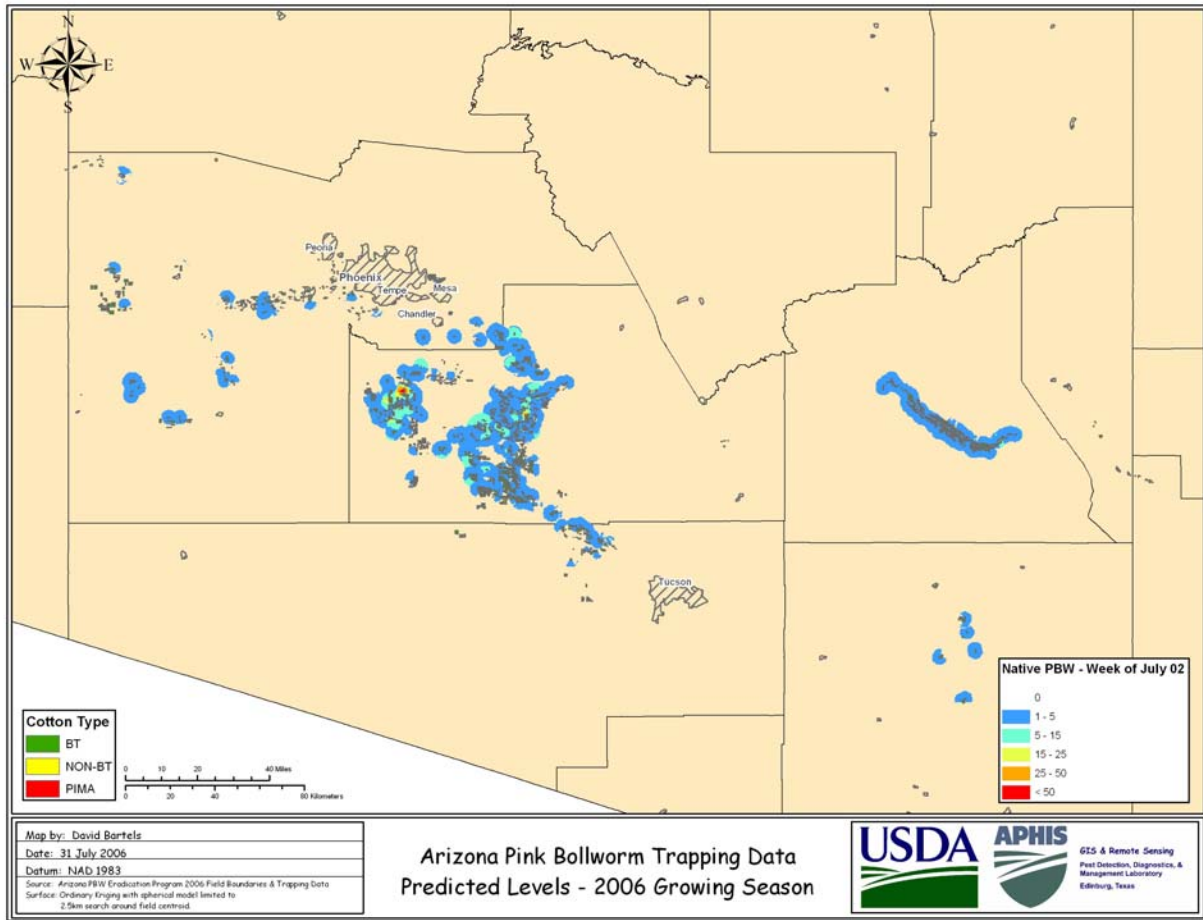 N
W E
S
Peoria
Phoenix
Tempe
Mesa
Chandler
Tucson
Native PBW - Week of July 02
0
1 - 5
5 - 15
15 - 25
25 - 50
< 50
Cotton Type
BT
NON-BT
PIMA
0 10 20 40 Miles
0 20 40 80 Kilometers
Map by: David Bartels
Date: 31 July 2006
Datum: NAD 1983
Source: Arizona PBW Eradication Program 2006 Field Boundaries & Trapping Data
Surface: Ordinary Kriging with spherical model limited to
2.5km search around field centroid.
Arizona Pink Bollworm Trapping Data
Predicted Levels - 2006 Growing Season
USDA
APHIS
GIS & Remote Sensing
Pest Detection, Diagnostics, &
Management Laboratory
Edinburg, Texas